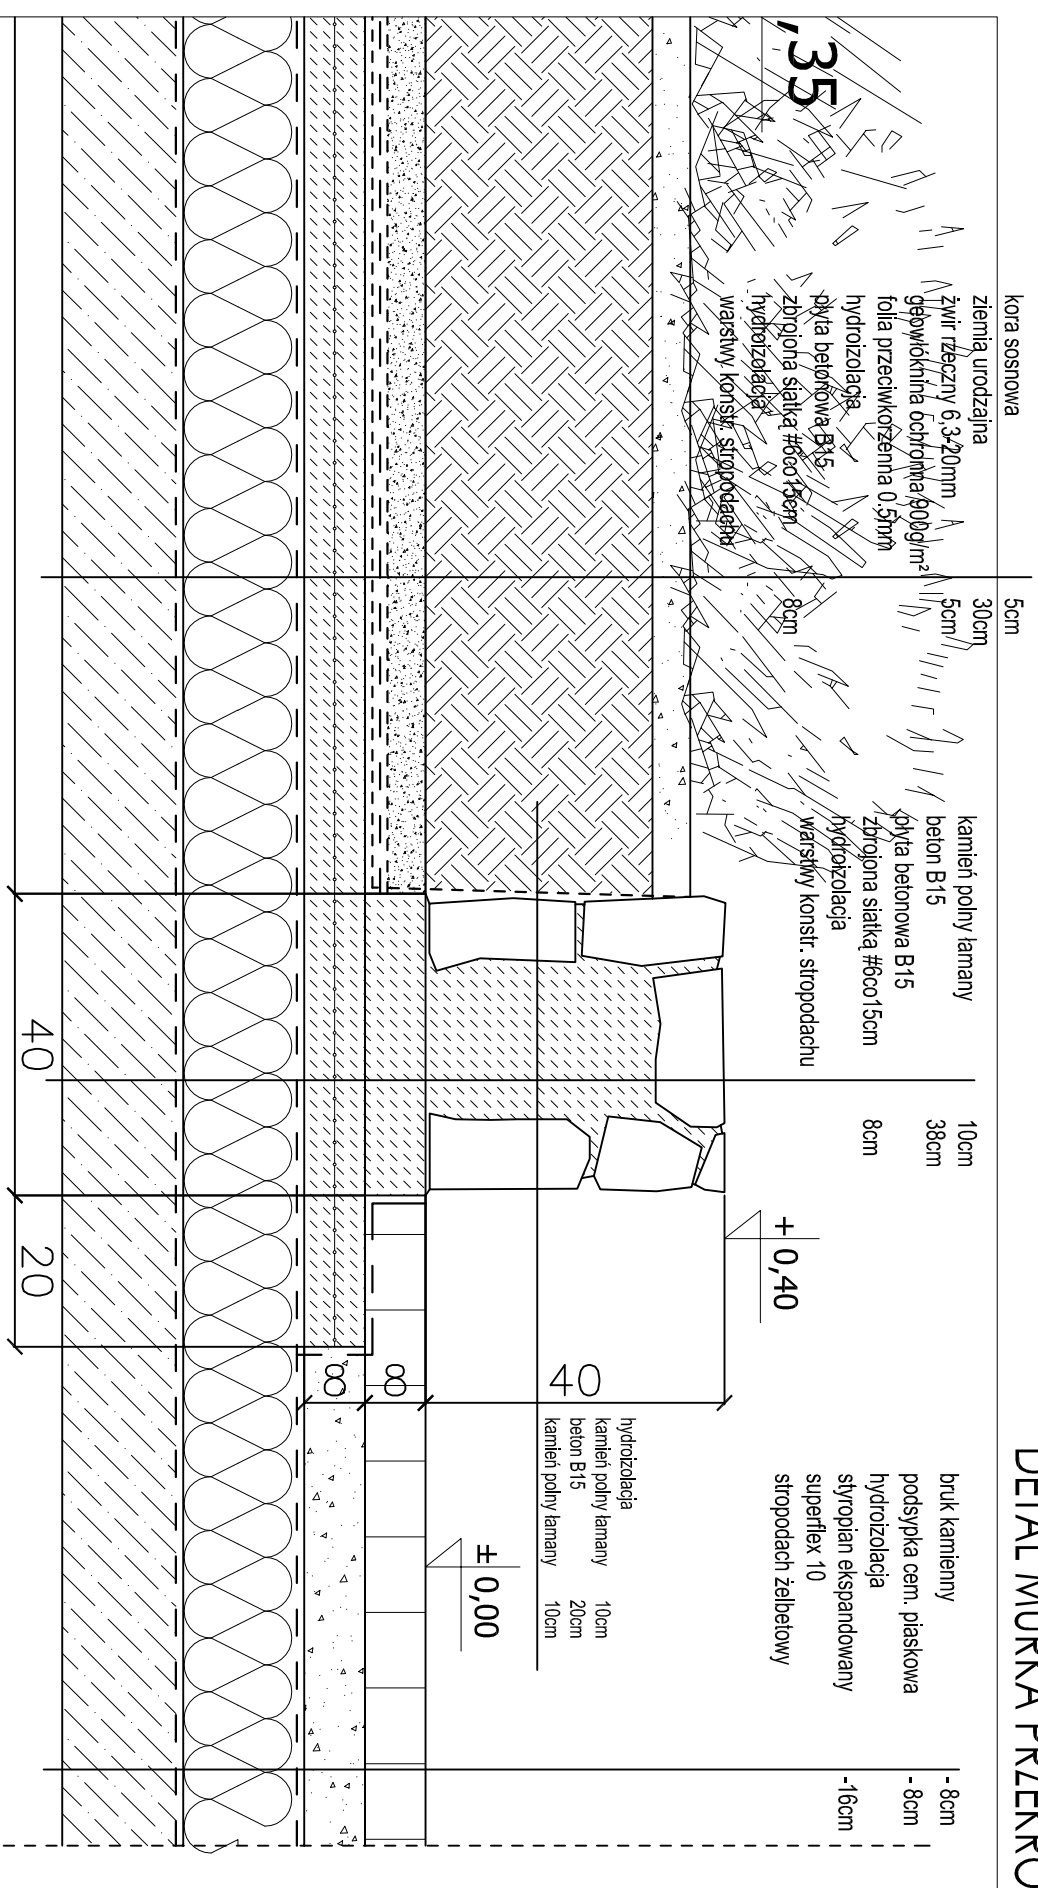 DETAL MURKA PRZEKRO
,35
kora sosnowa 5cm
ziemia urodzajna 30cm
żwir rzeczny 6,3-20mm 5cm
geowłóknina ochronna 900g/m²
folia przeciwkorzenna 0.5mm
hydroizolacja
płyta betonowa B15
zbrojona siatką #6co15cm 8cm
hydroizolacja
warstwy konstr. stropodachu
kamień polny łamany 10cm
beton B15 38cm
płyta betonowa B15
zbrojona siatką #6co15cm 8cm
hydroizolacja
warstwy konstr. stropodachu
bruk kamienny - 8cm
podsypka cem. piaskowa - 8cm
hydroizolacja
styropian ekspandowany -16cm
superflex 10
stropodach żelbetowy
+ 0,40
hydroizolacja
kamień polny łamany 10cm
beton B15 20cm
kamień polny łamany 10cm
± 0,00
40
8
8
40
20